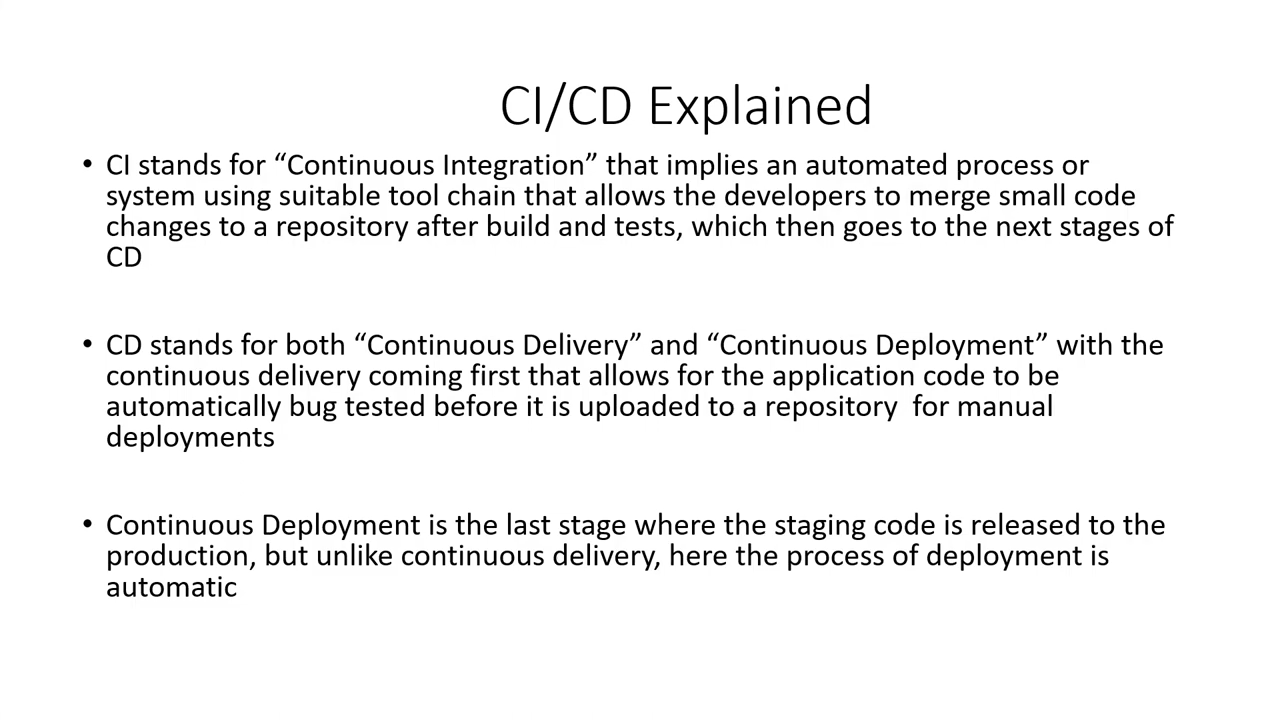 CI/CD Explained
• CI stands for “Continuous Integration” that implies an automated process or
system using suitable tool chain that allows the developers to merge small code
changes to a repository after build and tests, which then goes to the next stages of
CD
• CD stands for both “Continuous Delivery” and “Continuous Deployment” with the
continuous delivery coming first that allows for the application code to be
automatically bug tested before it is uploaded to a repository  for manual
deployments
• Continuous Deployment is the last stage where the staging code is released to the
production, but unlike continuous delivery, here the process of deployment is
automatic